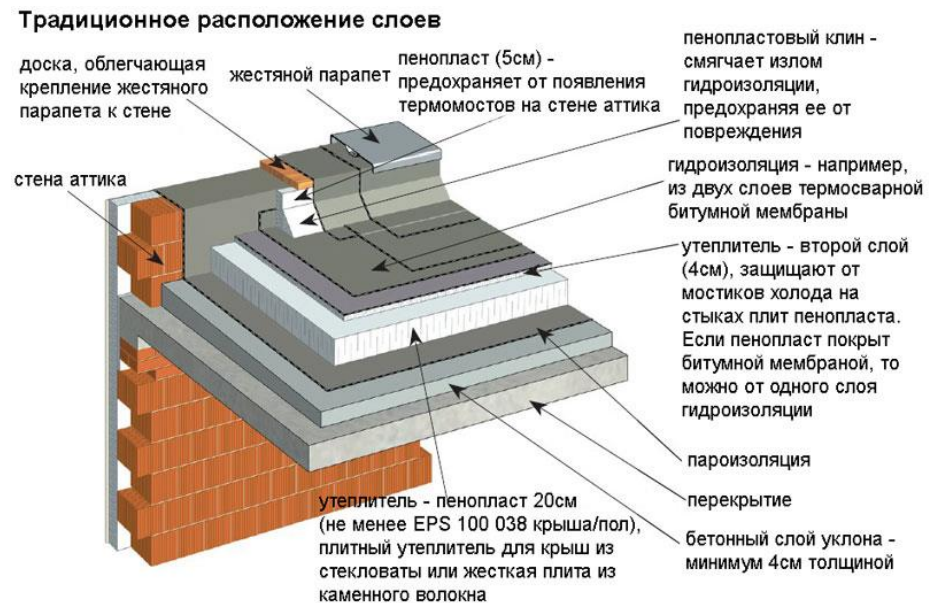 Традиционное расположение слоев
доска, облегчающая
крепление жестяного
парапета к стене
жестяной парапет
пенопласт (5см) -
предохраняет от появления
термомостов на стене аттика
пенопластовый клин -
смягчает излом
гидроизоляции,
предохраняя ее от
повреждения
стена аттика
гидроизоляция - например,
из двух слоев термосварной
битумной мембраны
утеплитель - второй слой
(4см), защищают от
мостиков холода на
стыках плит пенопласта.
Если пенопласт покрыт
битумной мембраной, то
можно от одного слоя
гидроизоляции
пароизоляция
перекрытие
бетонный слой уклона -
минимум 4см толщиной
утеплитель - пенопласт 20см
(не менее EPS 100 038 крыша/пол),
плитный утеплитель для крыш из
стекловаты или жесткая плита из
каменного волокна